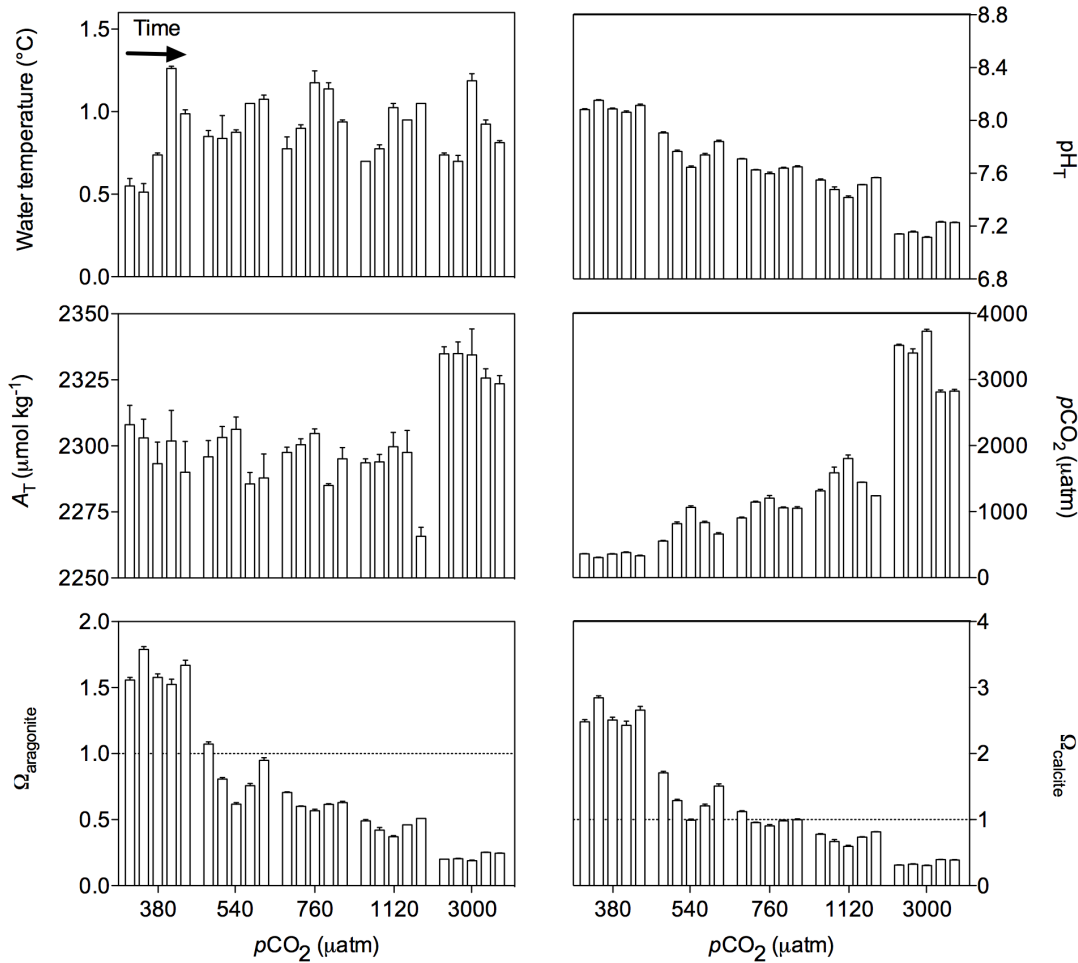 Time
Water temperature (°C)
1.5
1.0
0.5
0.0
8.8
8.4
8.0
7.6
7.2
6.8
pH_T
A_T (μmol kg⁻¹)
2350
2325
2300
2275
2250
4000
3000
2000
1000
0
pCO₂ (μatm)
Ω_aragonite
2.0
1.5
1.0
0.5
0.0
380 540 760 1120 3000
pCO₂ (μatm)
4
3
2
1
0
Ω_calcite
380 540 760 1120 3000
pCO₂ (μatm)